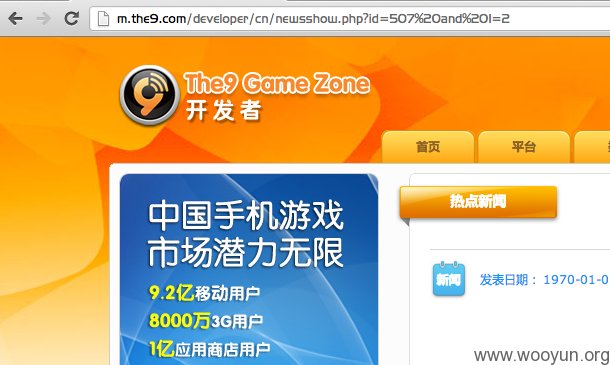 m.the9.com/developer/cn/newsshow.php?id=507%20and%201=2
The9 Game Zone
开发者
首页
平台
热点新闻
中国手机游戏
市场潜力无限
9.2亿移动用户
8000万3G用户
1亿应用商店用户
新闻
发表日期： 1970-01-0
www.wooyun.org